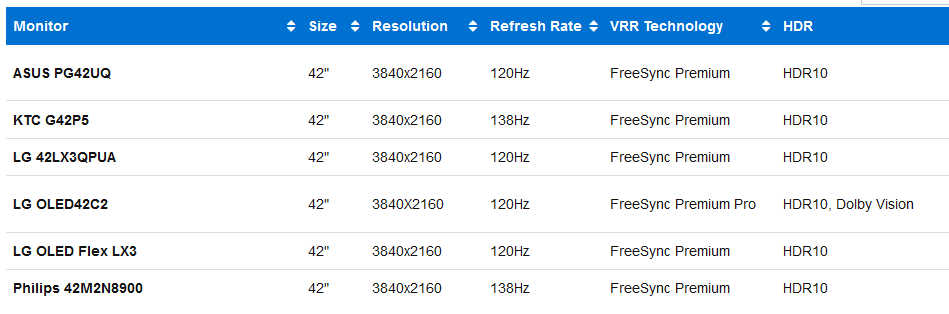 Monitor Size Resolution Refresh Rate VRR Technology HDR
ASUS PG42UQ 42" 3840x2160 120Hz FreeSync Premium HDR10
KTC G42P5 42" 3840x2160 138Hz FreeSync Premium HDR10
LG 42LX3QPUA 42" 3840x2160 120Hz FreeSync Premium HDR10
LG OLED42C2 42" 3840X2160 120Hz FreeSync Premium Pro HDR10, Dolby Vision
LG OLED Flex LX3 42" 3840x2160 120Hz FreeSync Premium HDR10
Philips 42M2N8900 42" 3840x2160 138Hz FreeSync Premium HDR10